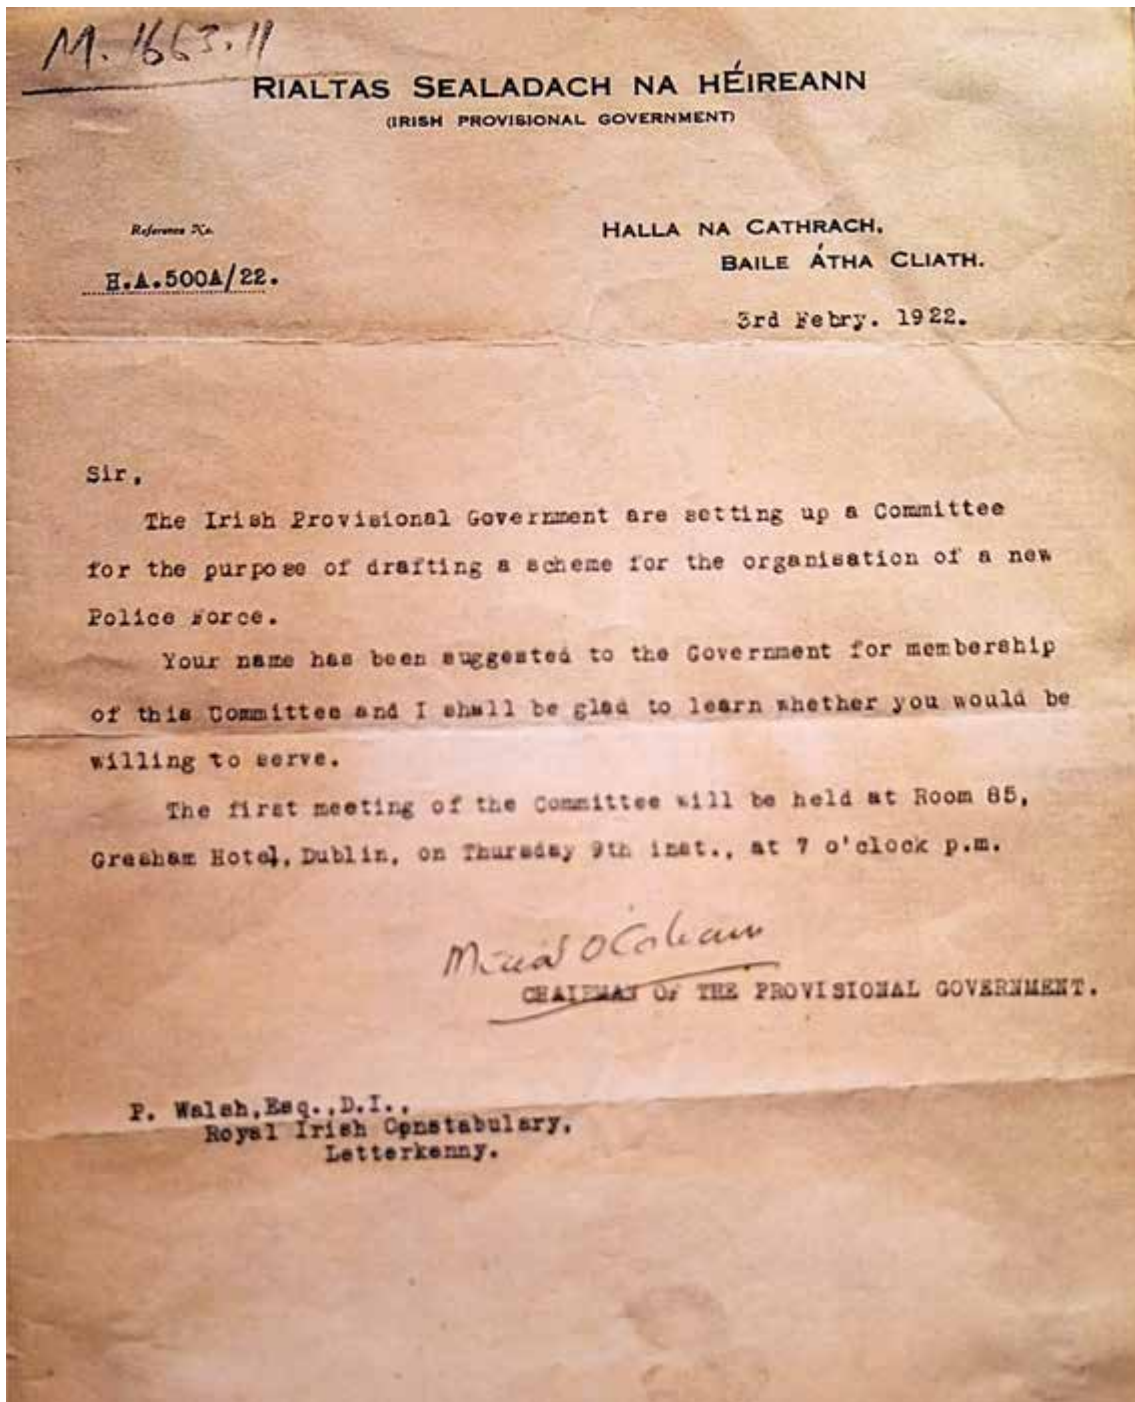 M. 1663.11
RIALTAS SEALADACH NA HÉIREANN
(IRISH PROVISIONAL GOVERNMENT)
Reference No.
HALLA NA CATHRACH,
BAILE ÁTHA CLIATH.
H.A.500A/22.
3rd Febry. 1922.
Sir,
The Irish Provisional Government are setting up a Committee
for the purpose of drafting a scheme for the organisation of a new
Police Force.
Your name has been suggested to the Government for membership
of this Committee and I shall be glad to learn whether you would be
willing to serve.
The first meeting of the Committee will be held at Room 85,
Gresham Hotel, Dublin, on Thursday 9th inst., at 7 o'clock p.m.
CHAIRMAN OF THE PROVISIONAL GOVERNMENT.
P. Walsh, Esq., D.I.,
Royal Irish Constabulary,
Letterkenny.